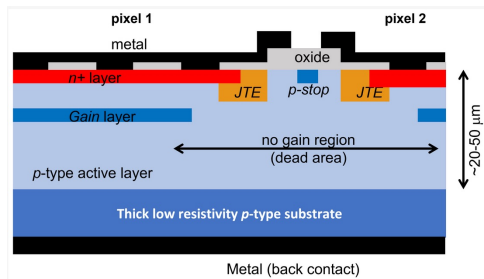 pixel 1
pixel 2
metal
oxide
n+ layer
JTE
p-stop
JTE
Gain layer
no gain region
(dead area)
~20-50 µm
p-type active layer
Thick low resistivity p-type substrate
Metal (back contact)